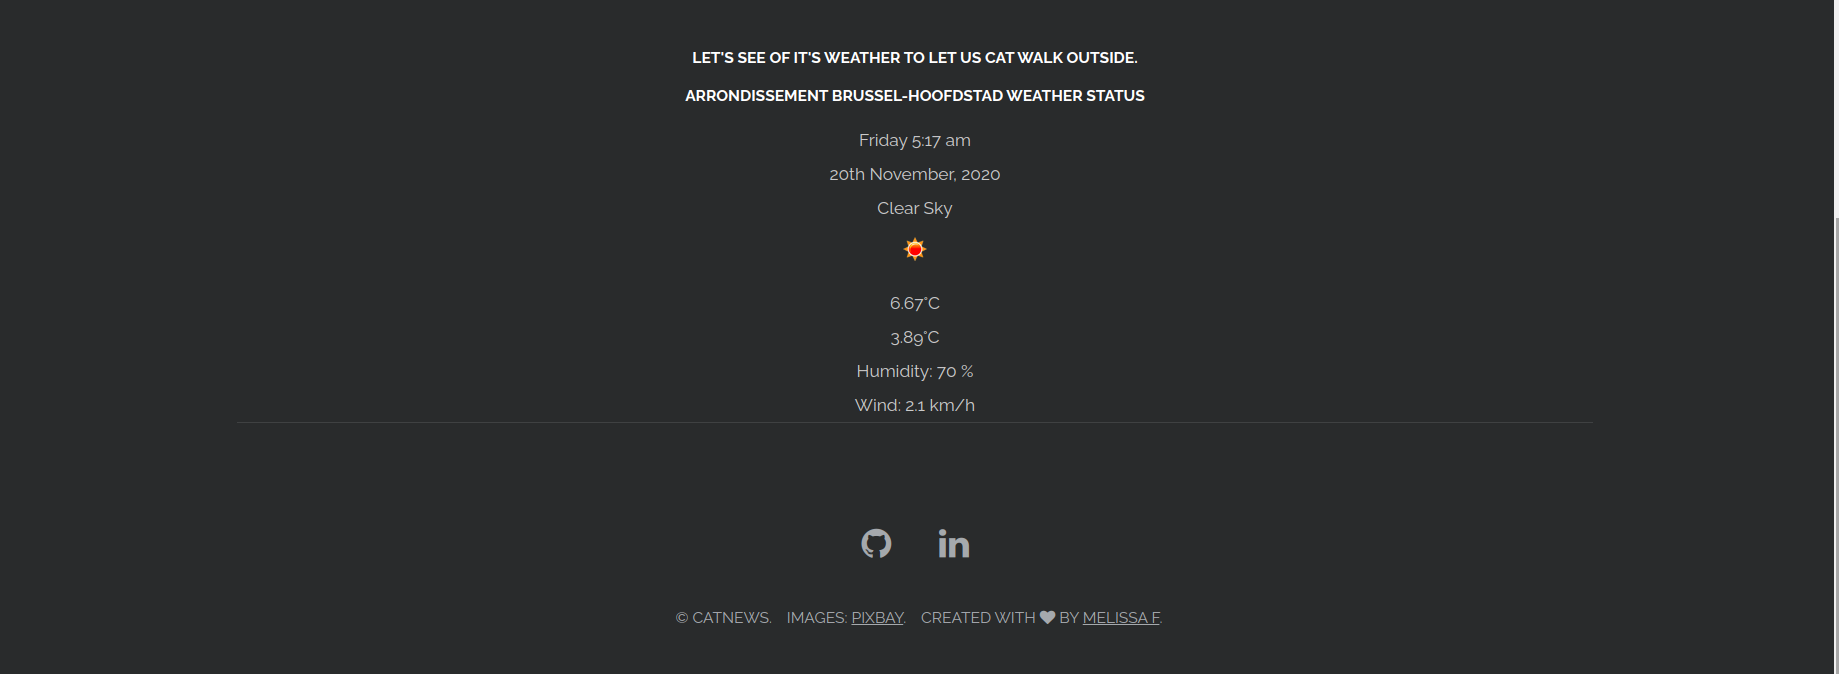 LET'S SEE OF IT'S WEATHER TO LET US CAT WALK OUTSIDE.
ARRONDISSEMENT BRUSSEL-HOOFDSTAD WEATHER STATUS
Friday 5:17 am
20th November, 2020
Clear Sky
6.67°C
3.89°C
Humidity: 70 %
Wind: 2.1 km/h
in
© CATNEWS. IMAGES: PIXBAY. CREATED WITH ♥ BY MELISSA F.